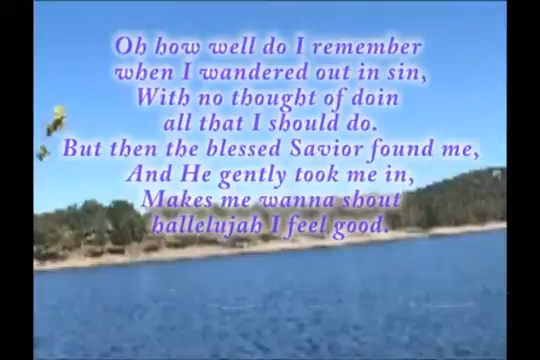 Oh how well do I remember
when I wandered out in sin,
With no thought of doin
all that I should do.
But then the blessed Savior found me,
And He gently took me in,
Makes me wanna shout
hallelujah I feel good.